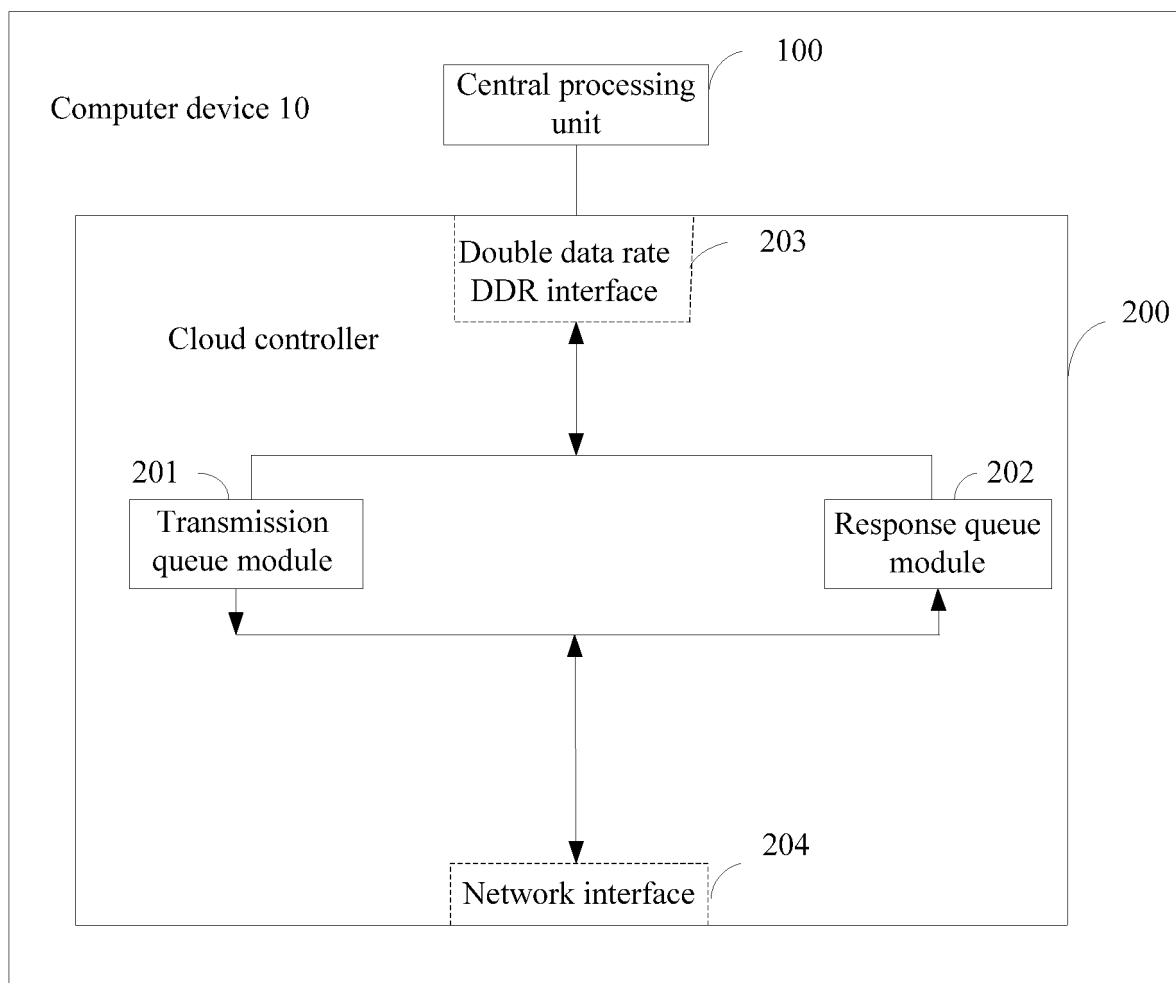 100
Central processing
unit
Computer device 10
Double data rate
DDR interface
203
200
Cloud controller
201
202
Transmission
queue module
Response queue
module
204
Network interface